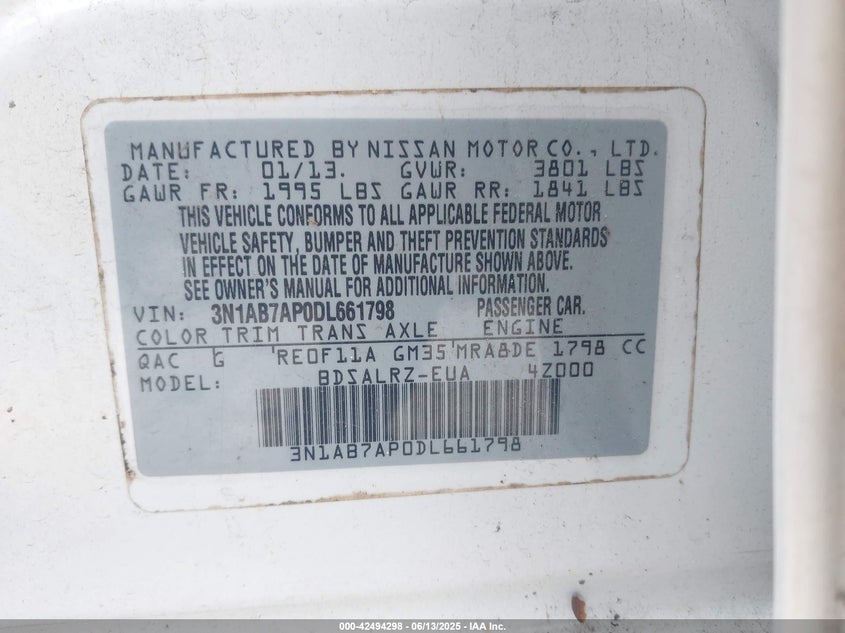 MANUFACTURED BY NISSAN MOTOR CO., LTD.
DATE: 01/13. GVWR: 3801 LBS
GAWR FR: 1995 LBS GAWR RR: 1841 LBS
THIS VEHICLE CONFORMS TO ALL APPLICABLE FEDERAL MOTOR
VEHICLE SAFETY, BUMPER AND THEFT PREVENTION STANDARDS
IN EFFECT ON THE DATE OF MANUFACTURE SHOWN ABOVE.
SEE OWNER'S MANUAL FOR ADDITIONAL INFORMATION.
VIN: 3N1AB7AP0DL661798 PASSENGER CAR.
COLOR TRIM TRANS AXLE ENGINE
QAC G RE0F11A GM35 MRA8DE 1798 CC
MODEL: BDSALRZ-EUA 4Z000
3N1AB7AP0DL661798
000-42494298 - 06/13/2025 - IAA Inc.